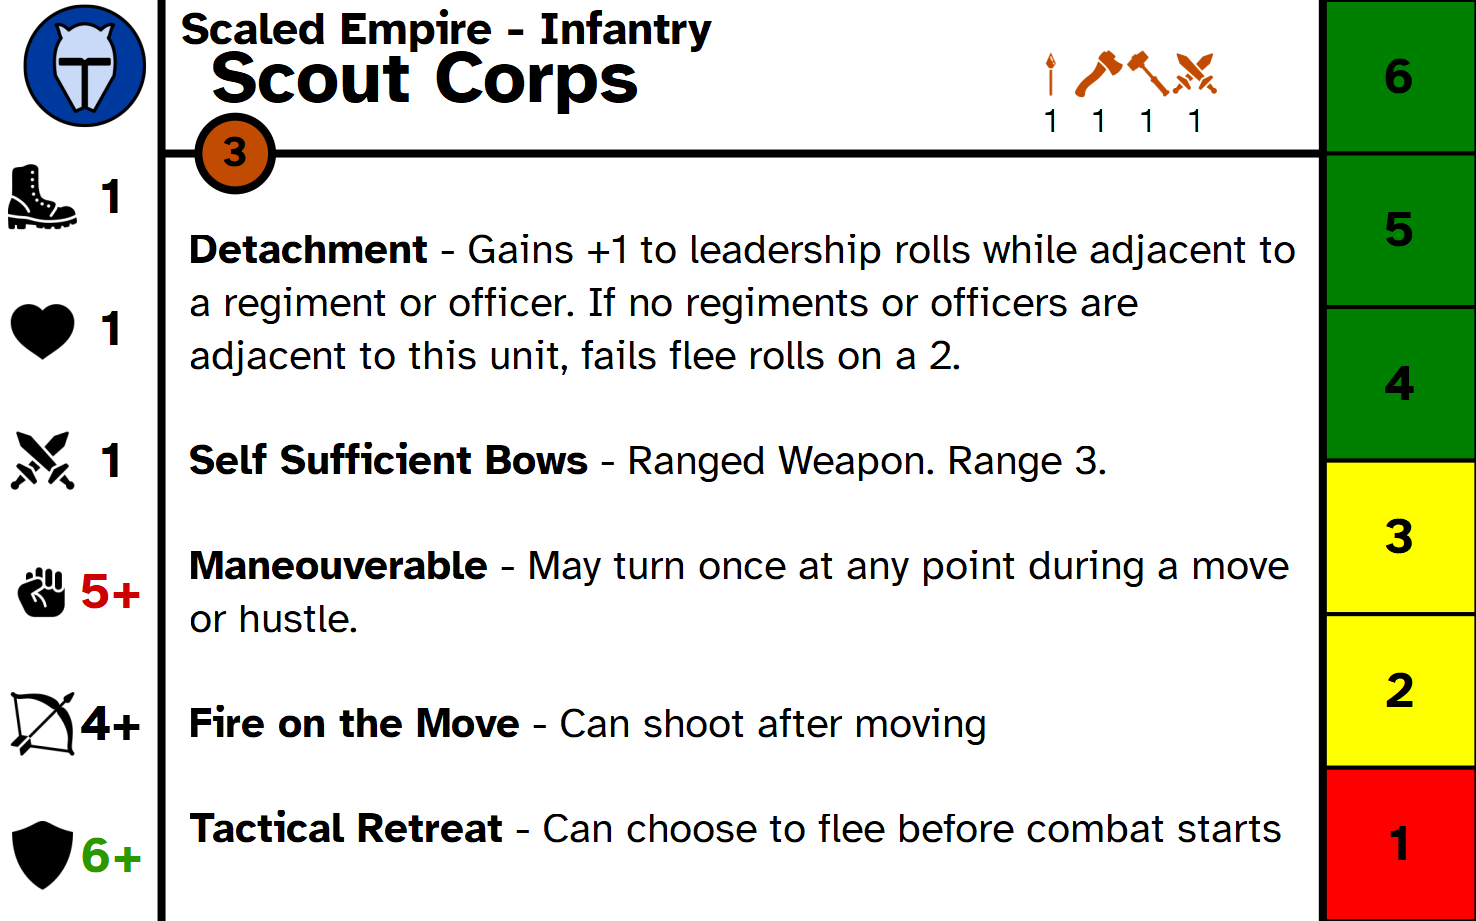 Scaled Empire - Infantry
Scout Corps
1 1 1 1
3
1
1
1
5+
4+
6+
Detachment - Gains +1 to leadership rolls while adjacent to
a regiment or officer. If no regiments or officers are
adjacent to this unit, fails flee rolls on a 2.
Self Sufficient Bows - Ranged Weapon. Range 3.
Maneouverable - May turn once at any point during a move
or hustle.
Fire on the Move - Can shoot after moving
Tactical Retreat - Can choose to flee before combat starts
6
5
4
3
2
1